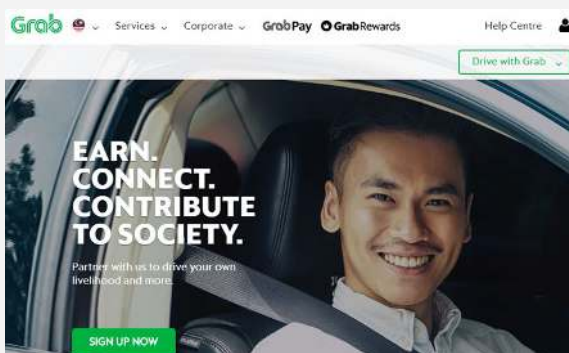 Grab Services Corporate GrabPay GrabRewards Help Centre
Drive with Grab
EARN.
CONNECT.
CONTRIBUTE
TO SOCIETY.
Partner with us to drive your own
livelihood and more.
SIGN UP NOW